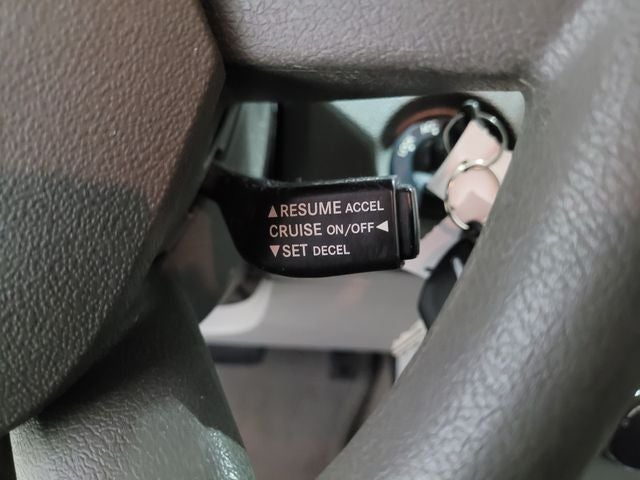 ▲RESUME ACCEL
CRUISE ON/OFF◀
▼SET DECEL